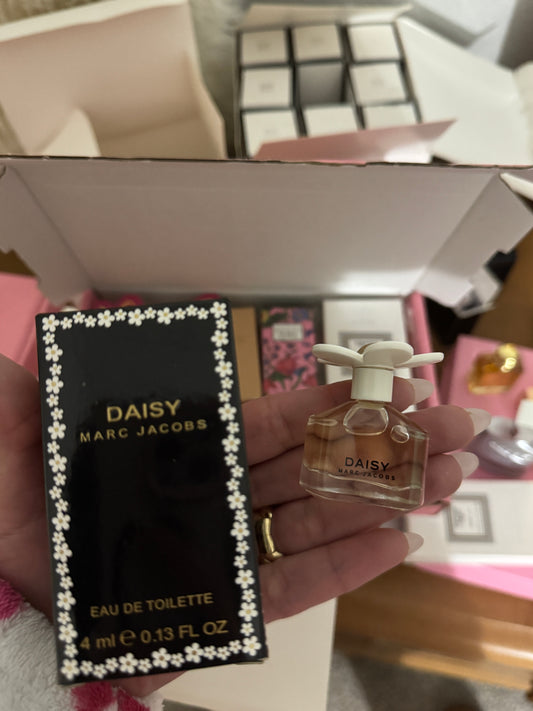 DAISY
MARC JACOBS
EAU DE TOILETTE
4 ml e 0.13 FL OZ
DAISY
MARC JACOBS